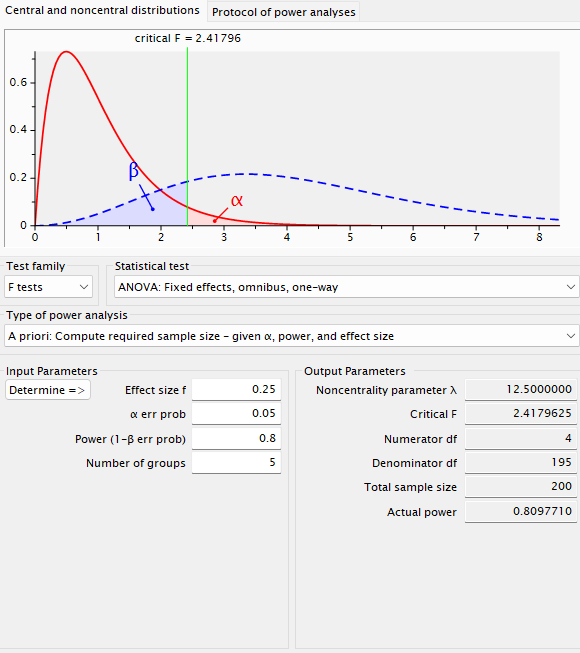 Central and noncentral distributions Protocol of power analyses
critical F = 2.41796
0.6
0.4
0.2
0
β
α
0 1 2 3 4 5 6 7 8
Test family Statistical test
F tests ANOVA: Fixed effects, omnibus, one-way
Type of power analysis
A priori: Compute required sample size - given α, power, and effect size
Input Parameters Output Parameters
Determine => Effect size f 0.25 Noncentrality parameter λ 12.5000000
α err prob 0.05 Critical F 2.4179625
Power (1-β err prob) 0.8 Numerator df 4
Number of groups 5 Denominator df 195
Total sample size 200
Actual power 0.8097710